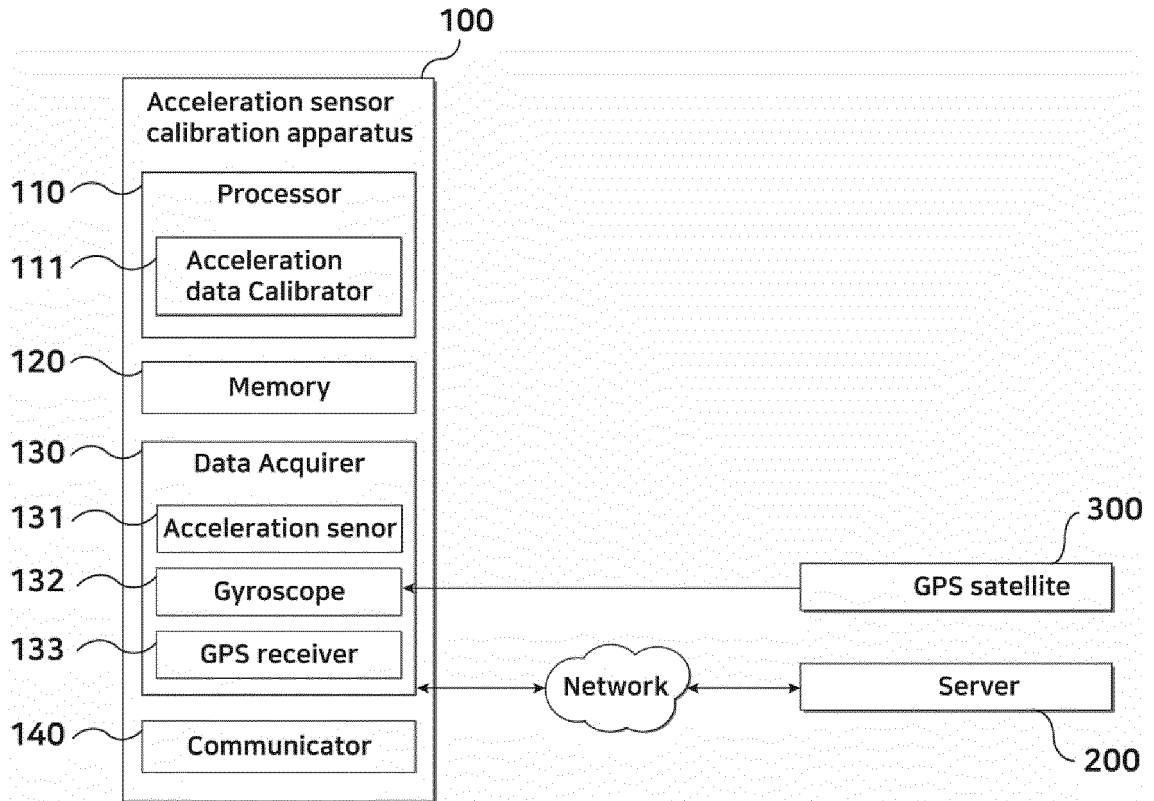 100
Acceleration sensor
calibration apparatus
110
Processor
111
Acceleration
data Calibrator
120
Memory
130
Data Acquirer
131
Acceleration senor
132
Gyroscope
133
GPS receiver
140
Communicator
300
GPS satellite
Network
Server
200